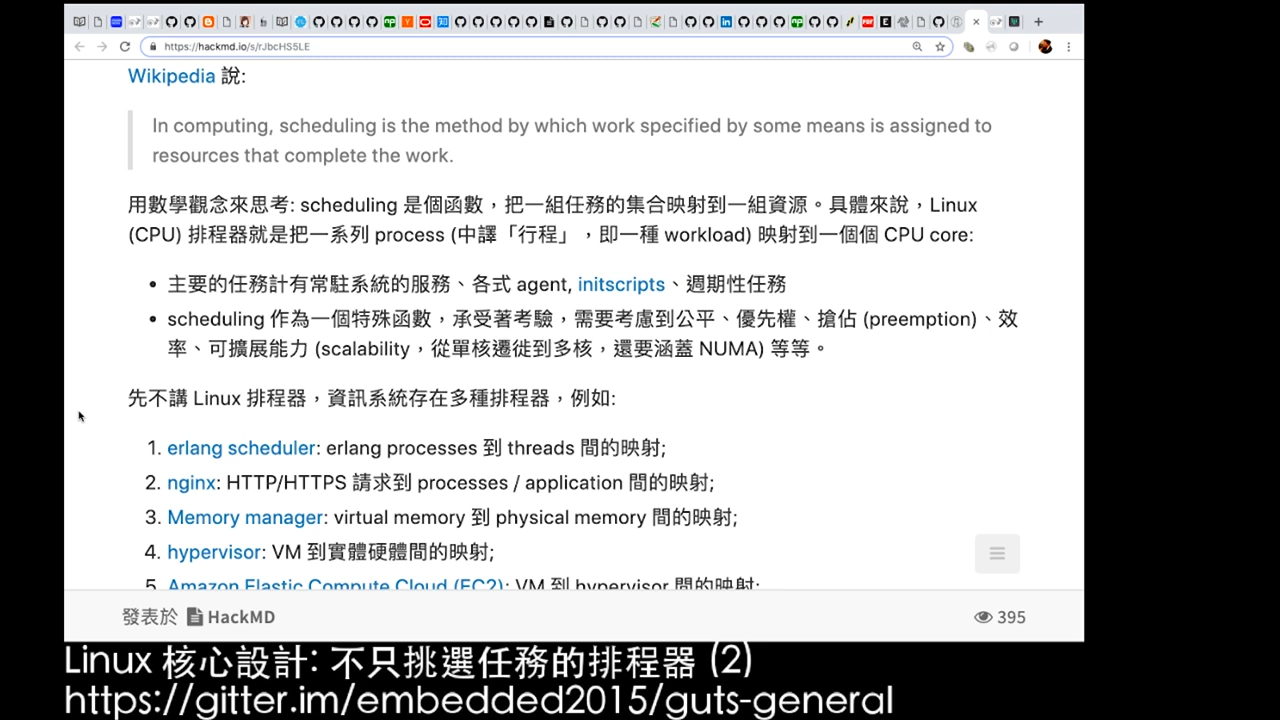 https://hackmd.io/s/rJbcHS5LE
Wikipedia 說:
In computing, scheduling is the method by which work specified by some means is assigned to
resources that complete the work.
用數學觀念來思考: scheduling 是個函數，把一組任務的集合映射到一組資源。具體來說，Linux
(CPU) 排程器就是把一系列 process (中譯「行程」，即一種 workload) 映射到一個個 CPU core:
• 主要的任務計有常駐系統的服務、各式 agent, initscripts、週期性任務
• scheduling 作為一個特殊函數，承受著考驗，需要考慮到公平、優先權、搶佔 (preemption)、效
率、可擴展能力 (scalability，從單核遷徙到多核，還要涵蓋 NUMA) 等等。
先不講 Linux 排程器，資訊系統存在多種排程器，例如:
1. erlang scheduler: erlang processes 到 threads 間的映射;
2. nginx: HTTP/HTTPS 請求到 processes / application 間的映射;
3. Memory manager: virtual memory 到 physical memory 間的映射;
4. hypervisor: VM 到實體硬體間的映射;
5. Amazon Elastic Compute Cloud (EC2): VM 到 hypervisor 間的映射;
發表於 HackMD
395
Linux 核心設計: 不只挑選任務的排程器 (2)
https://gitter.im/embedded2015/guts-general